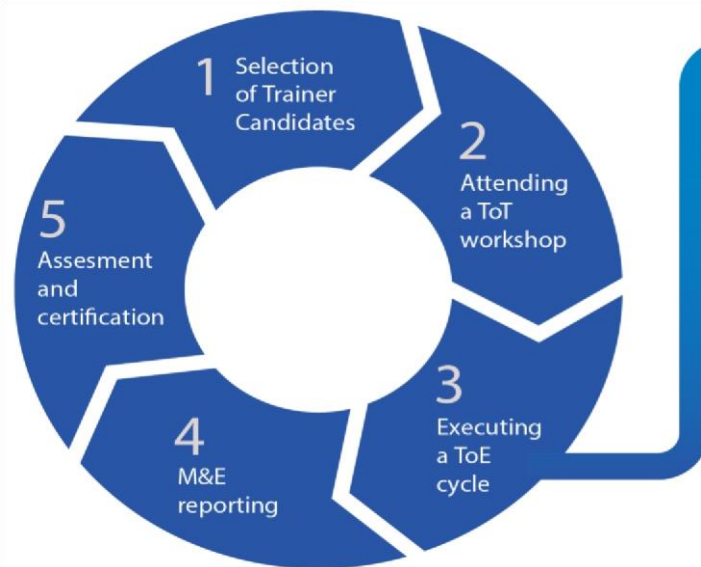 1
Selection
of Trainer
Candidates
2
Attending
a ToT
workshop
3
Executing
a ToE
cycle
4
M&E
reporting
5
Assesment
and
certification